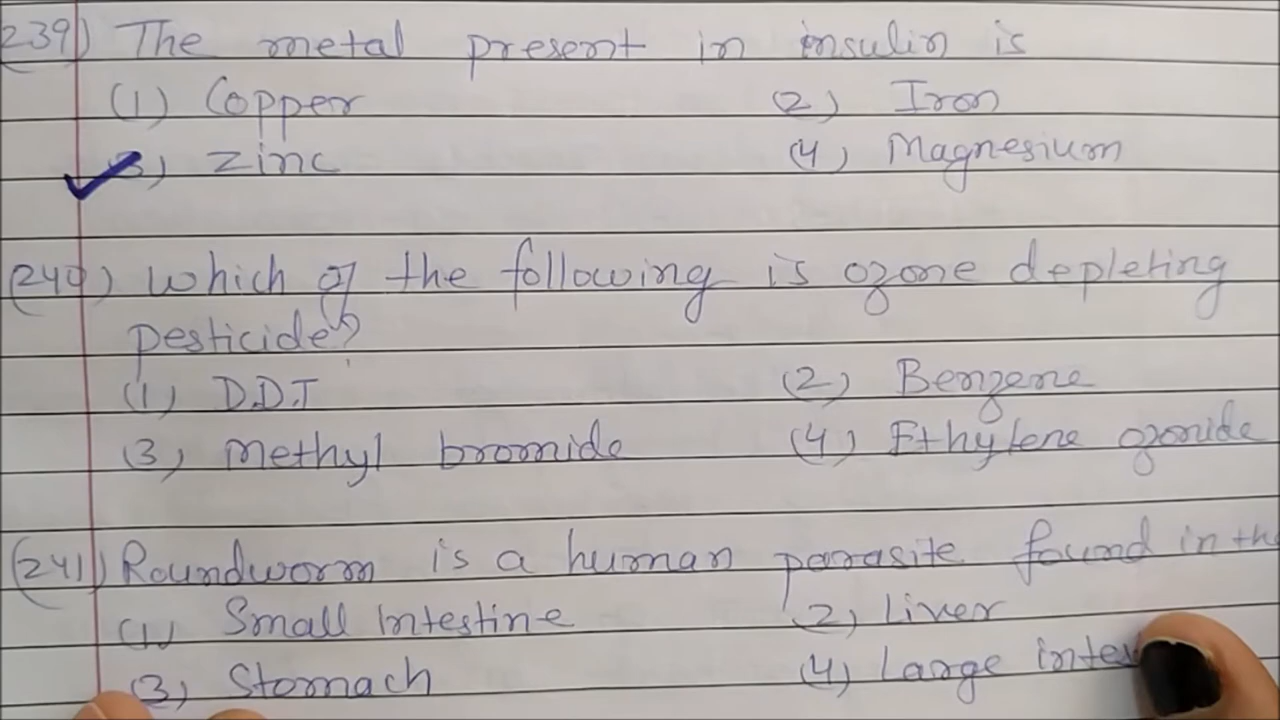 239) The metal present in insulin is
(1) Copper (2) Iron
3) Zinc (4) Magnesium
(240) Which of the following is ozone depleting
pesticide?
(1) D.D.T (2) Benzene
(3) Methyl bromide (4) Ethylene ozonide
(241) Roundworm is a human parasite found in the
(1) Small Intestine 2) Liver
(3) Stomach (4) Large